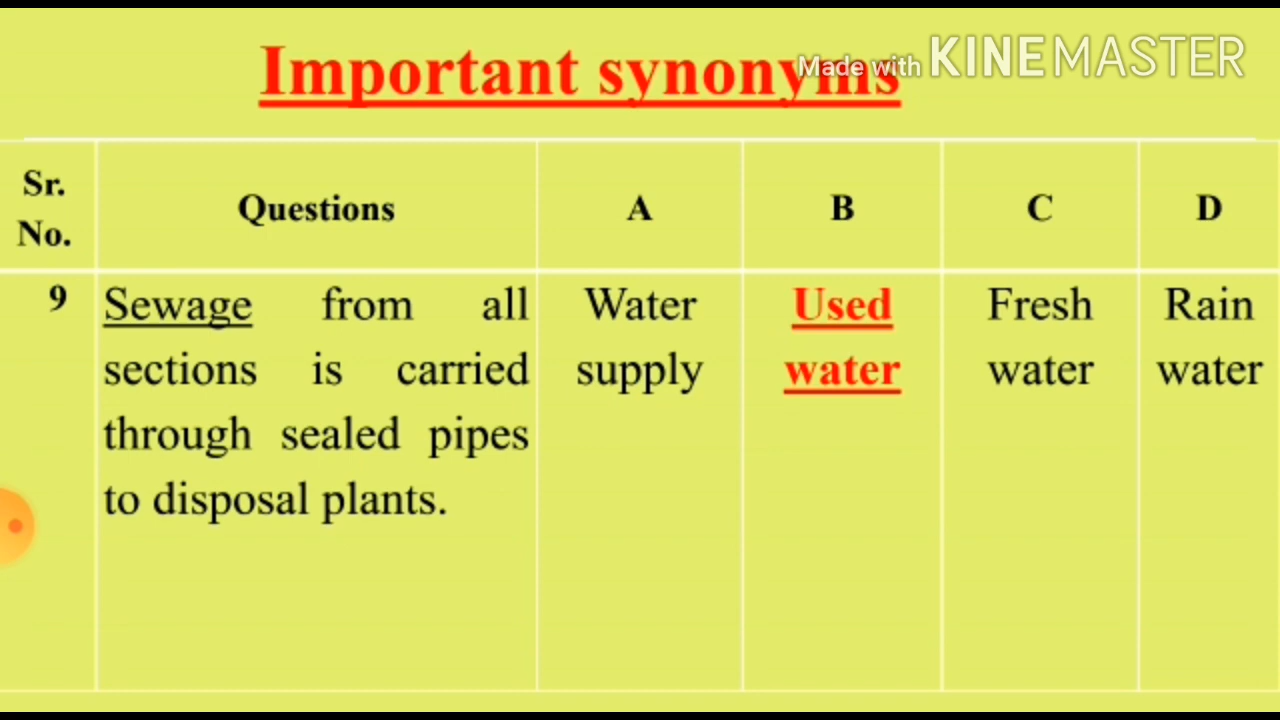 Important synonyms
Made with KINEMASTER
Sr.
No.
Questions
A
B
C
D
9
Sewage from all
sections is carried
through sealed pipes
to disposal plants.
Water
supply
Used
water
Fresh
water
Rain
water